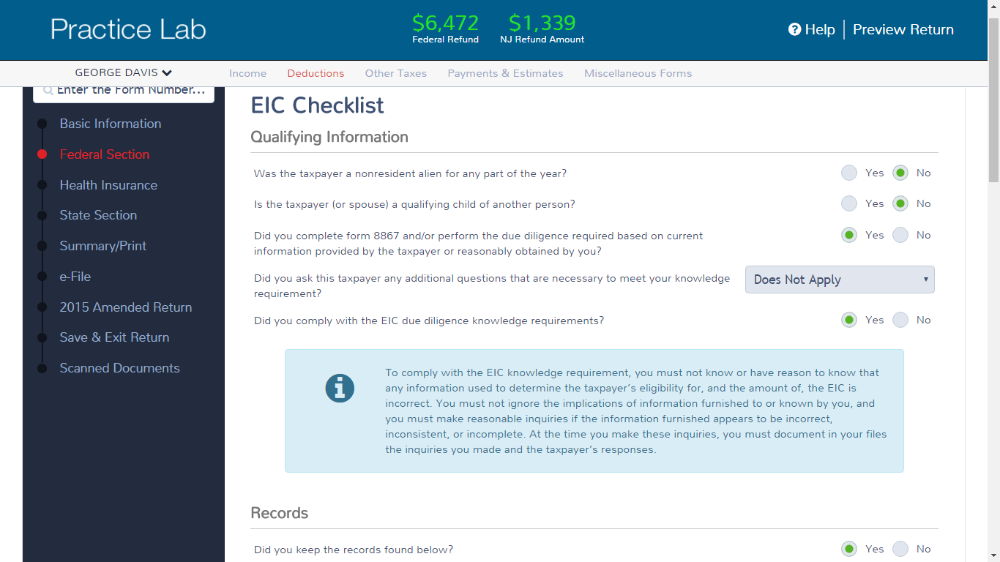 Practice Lab
$6,472
Federal Refund
$1,339
NJ Refund Amount
Help
Preview Return
GEORGE DAVIS
Income
Deductions
Other Taxes
Payments & Estimates
Miscellaneous Forms
Enter the Form Number...
Basic Information
Federal Section
Health Insurance
State Section
Summary/Print
e-File
2015 Amended Return
Save & Exit Return
Scanned Documents
EIC Checklist
Qualifying Information
Was the taxpayer a nonresident alien for any part of the year?
Yes No
Is the taxpayer (or spouse) a qualifying child of another person?
Yes No
Did you complete form 8867 and/or perform the due diligence required based on current
information provided by the taxpayer or reasonably obtained by you?
Yes No
Did you ask this taxpayer any additional questions that are necessary to meet your knowledge
requirement?
Does Not Apply
Did you comply with the EIC due diligence knowledge requirements?
Yes No
To comply with the EIC knowledge requirement, you must not know or have reason to know that
any information used to determine the taxpayer's eligibility for, and the amount of, the EIC is
incorrect. You must not ignore the implications of information furnished to or known by you, and
you must make reasonable inquiries if the information furnished appears to be incorrect,
inconsistent, or incomplete. At the time you make these inquiries, you must document in your files
the inquiries you made and the taxpayer's responses.
Records
Did you keep the records found below?
Yes No